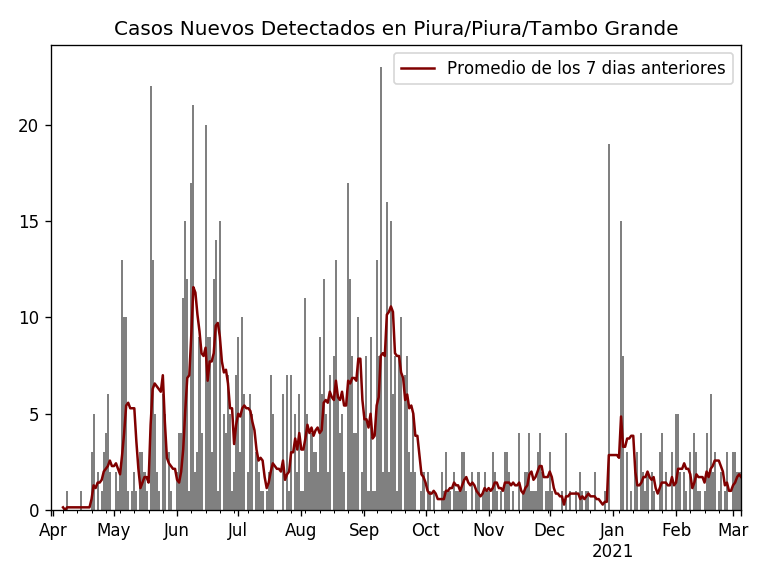 Casos Nuevos Detectados en Piura/Piura/Tambo Grande
Promedio de los 7 dias anteriores
20
15
10
5
0
Apr May Jun Jul Aug Sep Oct Nov Dec Jan Feb Mar
2021